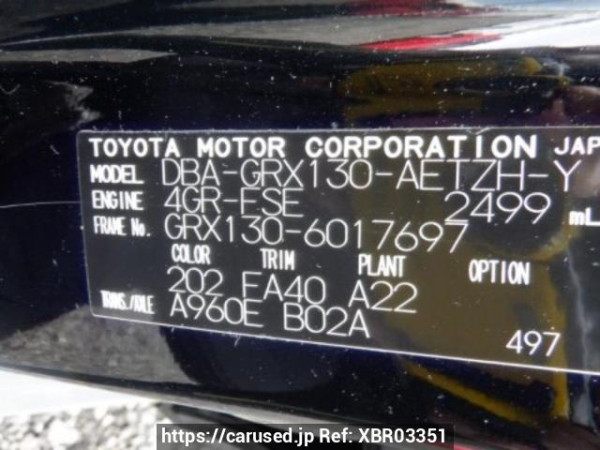 TOYOTA MOTOR CORPORATION JAP
MODEL DBA-GRX130-AETZH-Y
ENGINE 4GR-FSE 2499 mL
FRAME No. GRX130-6017697
COLOR TRIM PLANT OPTION
202 FA40 A22
TRANS./AXLE A960E B02A
497
https://carused.jp Ref: XBR03351